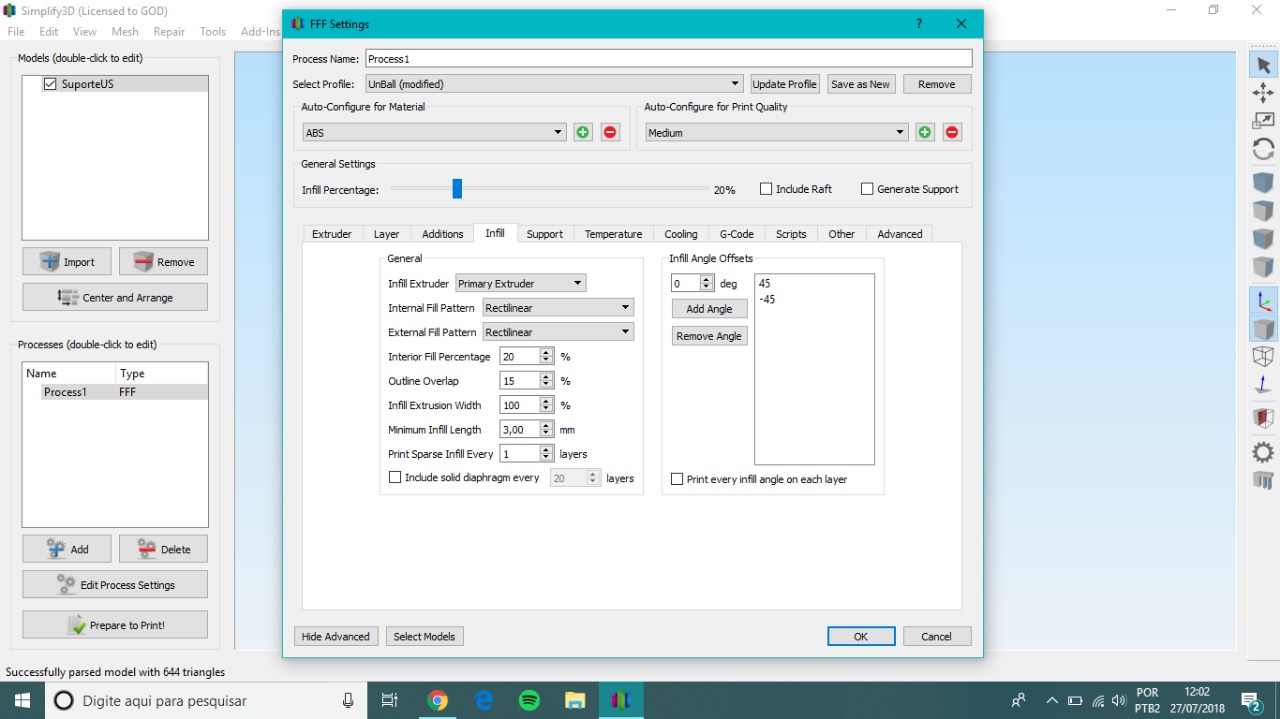 Simplify3D (Licensed to GOD)
File Edit View Mesh Repair Tools Add-Ins
Models (double-click to edit)
SuporteUS
Import Remove
Center and Arrange
Processes (double-click to edit)
Name Type
Process1 FFF
Add Delete
Edit Process Settings
Prepare to Print!
Successfully parsed model with 644 triangles
FFF Settings ?
Process Name: Process1
Select Profile: UnBall (modified) Update Profile Save as New Remove
Auto-Configure for Material Auto-Configure for Print Quality
ABS Medium
General Settings
Infill Percentage: 20% Include Raft Generate Support
Extruder Layer Additions Infill Support Temperature Cooling G-Code Scripts Other Advanced
General
Infill Extruder Primary Extruder
Internal Fill Pattern Rectilinear
External Fill Pattern Rectilinear
Interior Fill Percentage 20 %
Outline Overlap 15 %
Infill Extrusion Width 100 %
Minimum Infill Length 3,00 mm
Print Sparse Infill Every 1 layers
Include solid diaphragm every 20 layers
Infill Angle Offsets
0 deg
Add Angle
Remove Angle
45
-45
Print every infill angle on each layer
Hide Advanced Select Models OK Cancel
Digite aqui para pesquisar
POR
PTB2
12:02
27/07/2018
2